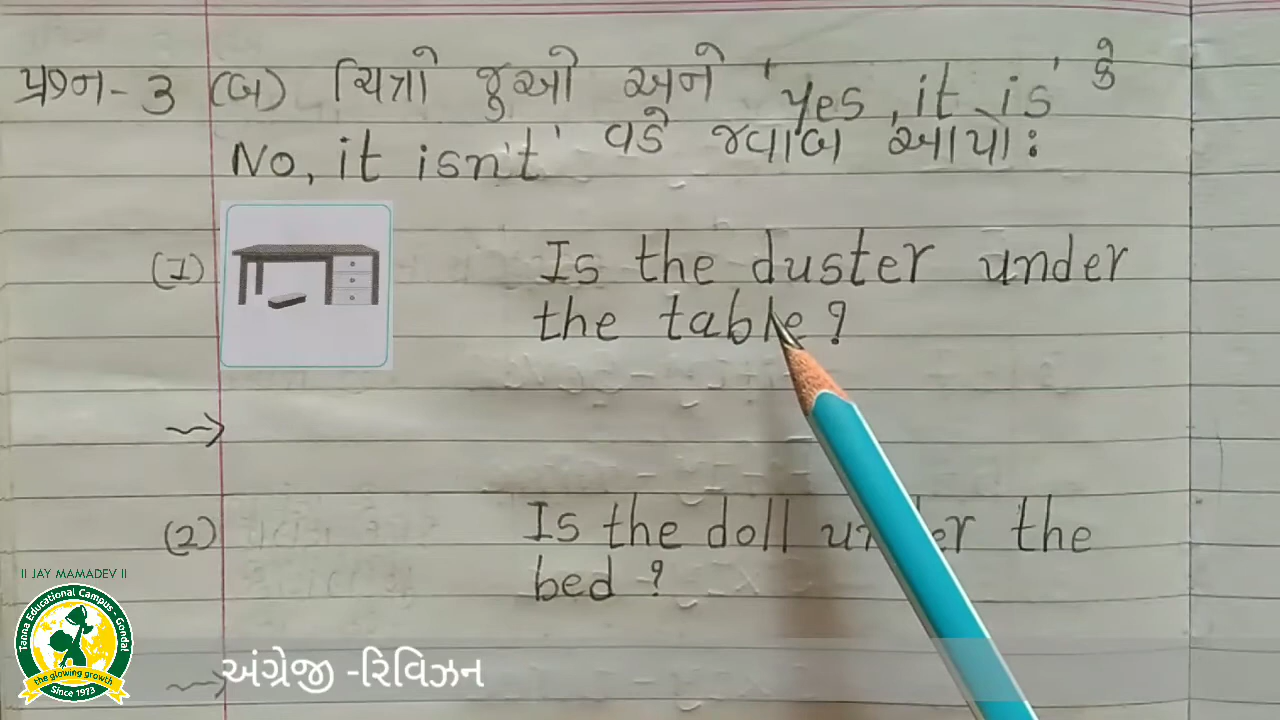 પ્રશ્ન - 3 (બ) ચિત્રો જુઓ અને 'yes, it is' કે
No, it isn't' વડે જવાબ આપો:
(1) Is the duster under
the table?
(2) Is the doll under the
bed ?
॥ JAY MAMADEV ॥
Tanna Educational Campus - Gondal
the glowing growth
Since 1973
અંગ્રેજી -રિવિઝન